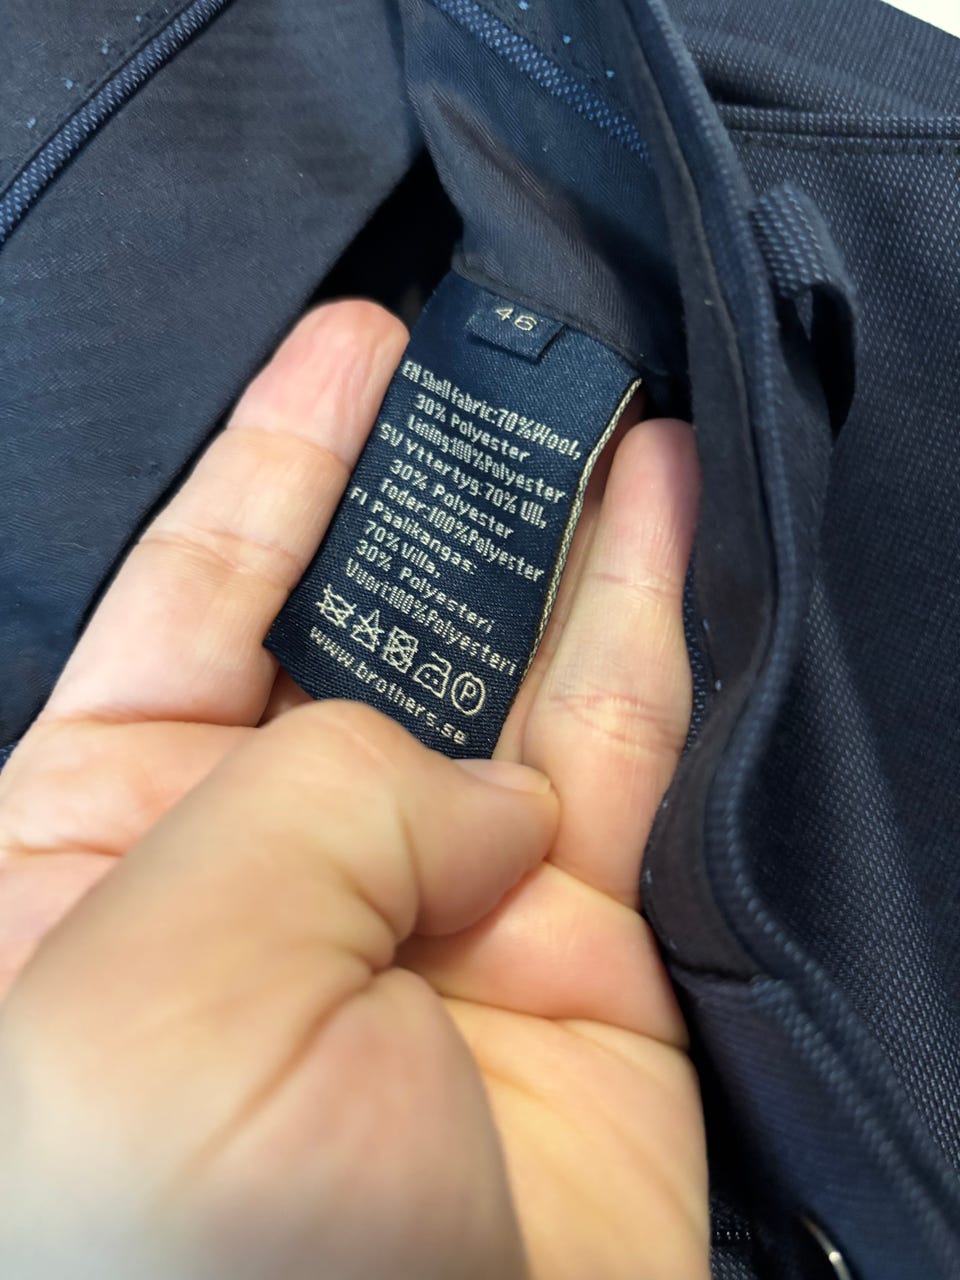 46
EN Shell fabric:70%Wool,
30% Polyester
Lining:100%Polyester
SV Yttertyg:70% Ull,
30% Polyester
Foder:100%Polyester
FI Päällikangas:
70% Villa,
30% Polyesteri
Vuori:100%Polyesteri
P
www.brothers.se